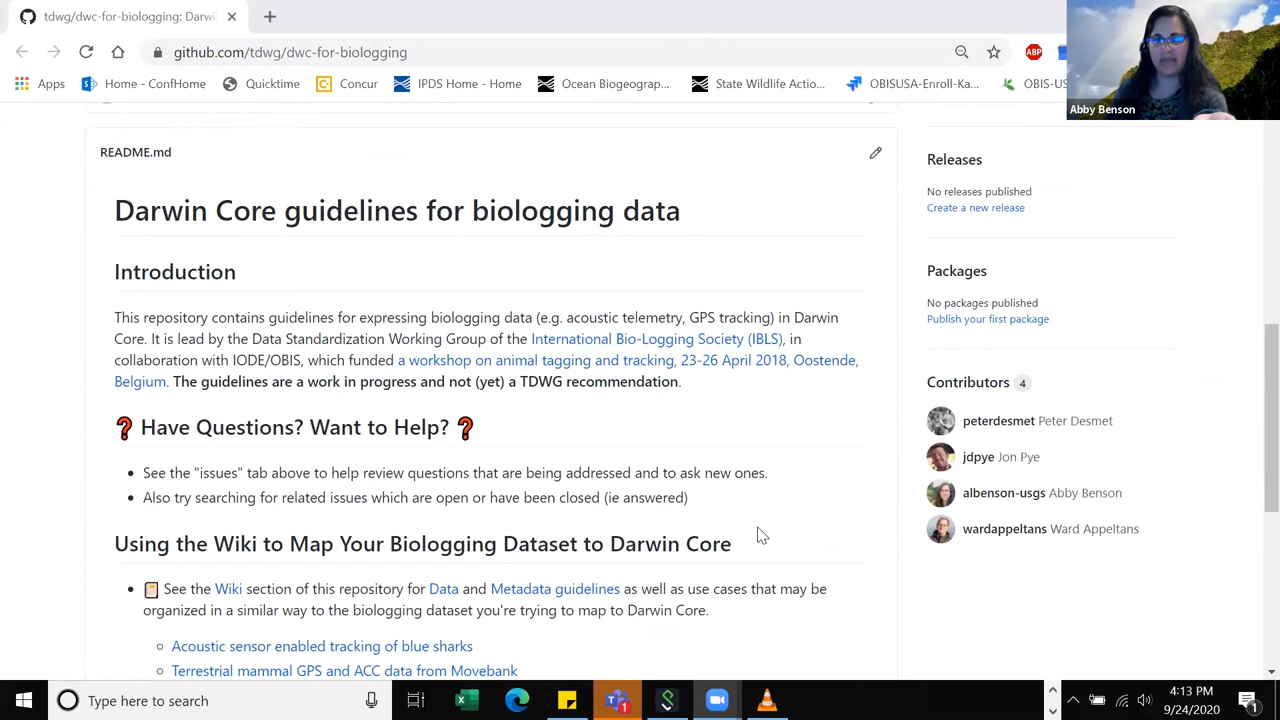 tdwg/dwc-for-biologging: Darwi
github.com/tdwg/dwc-for-biologging
ABP
Apps
Home - ConfHome
Quicktime
Concur
IPDS Home - Home
Ocean Biogeograp...
State Wildlife Actio...
OBISUSA-Enroll-Ka...
OBIS-US
Abby Benson
README.md
Darwin Core guidelines for biologging data
Introduction
This repository contains guidelines for expressing biologging data (e.g. acoustic telemetry, GPS tracking) in Darwin
Core. It is lead by the Data Standardization Working Group of the International Bio-Logging Society (IBLS), in
collaboration with IODE/OBIS, which funded a workshop on animal tagging and tracking, 23-26 April 2018, Oostende,
Belgium. The guidelines are a work in progress and not (yet) a TDWG recommendation.
❓ Have Questions? Want to Help? ❓
• See the "issues" tab above to help review questions that are being addressed and to ask new ones.
• Also try searching for related issues which are open or have been closed (ie answered)
Using the Wiki to Map Your Biologging Dataset to Darwin Core
• See the Wiki section of this repository for Data and Metadata guidelines as well as use cases that may be
organized in a similar way to the biologging dataset you're trying to map to Darwin Core.
Acoustic sensor enabled tracking of blue sharks
Terrestrial mammal GPS and ACC data from Movebank
Releases
No releases published
Create a new release
Packages
No packages published
Publish your first package
Contributors 4
peterdesmet Peter Desmet
jdpye Jon Pye
albenson-usgs Abby Benson
wardappeltans Ward Appeltans
Type here to search
1
4:13 PM
9/24/2020
1